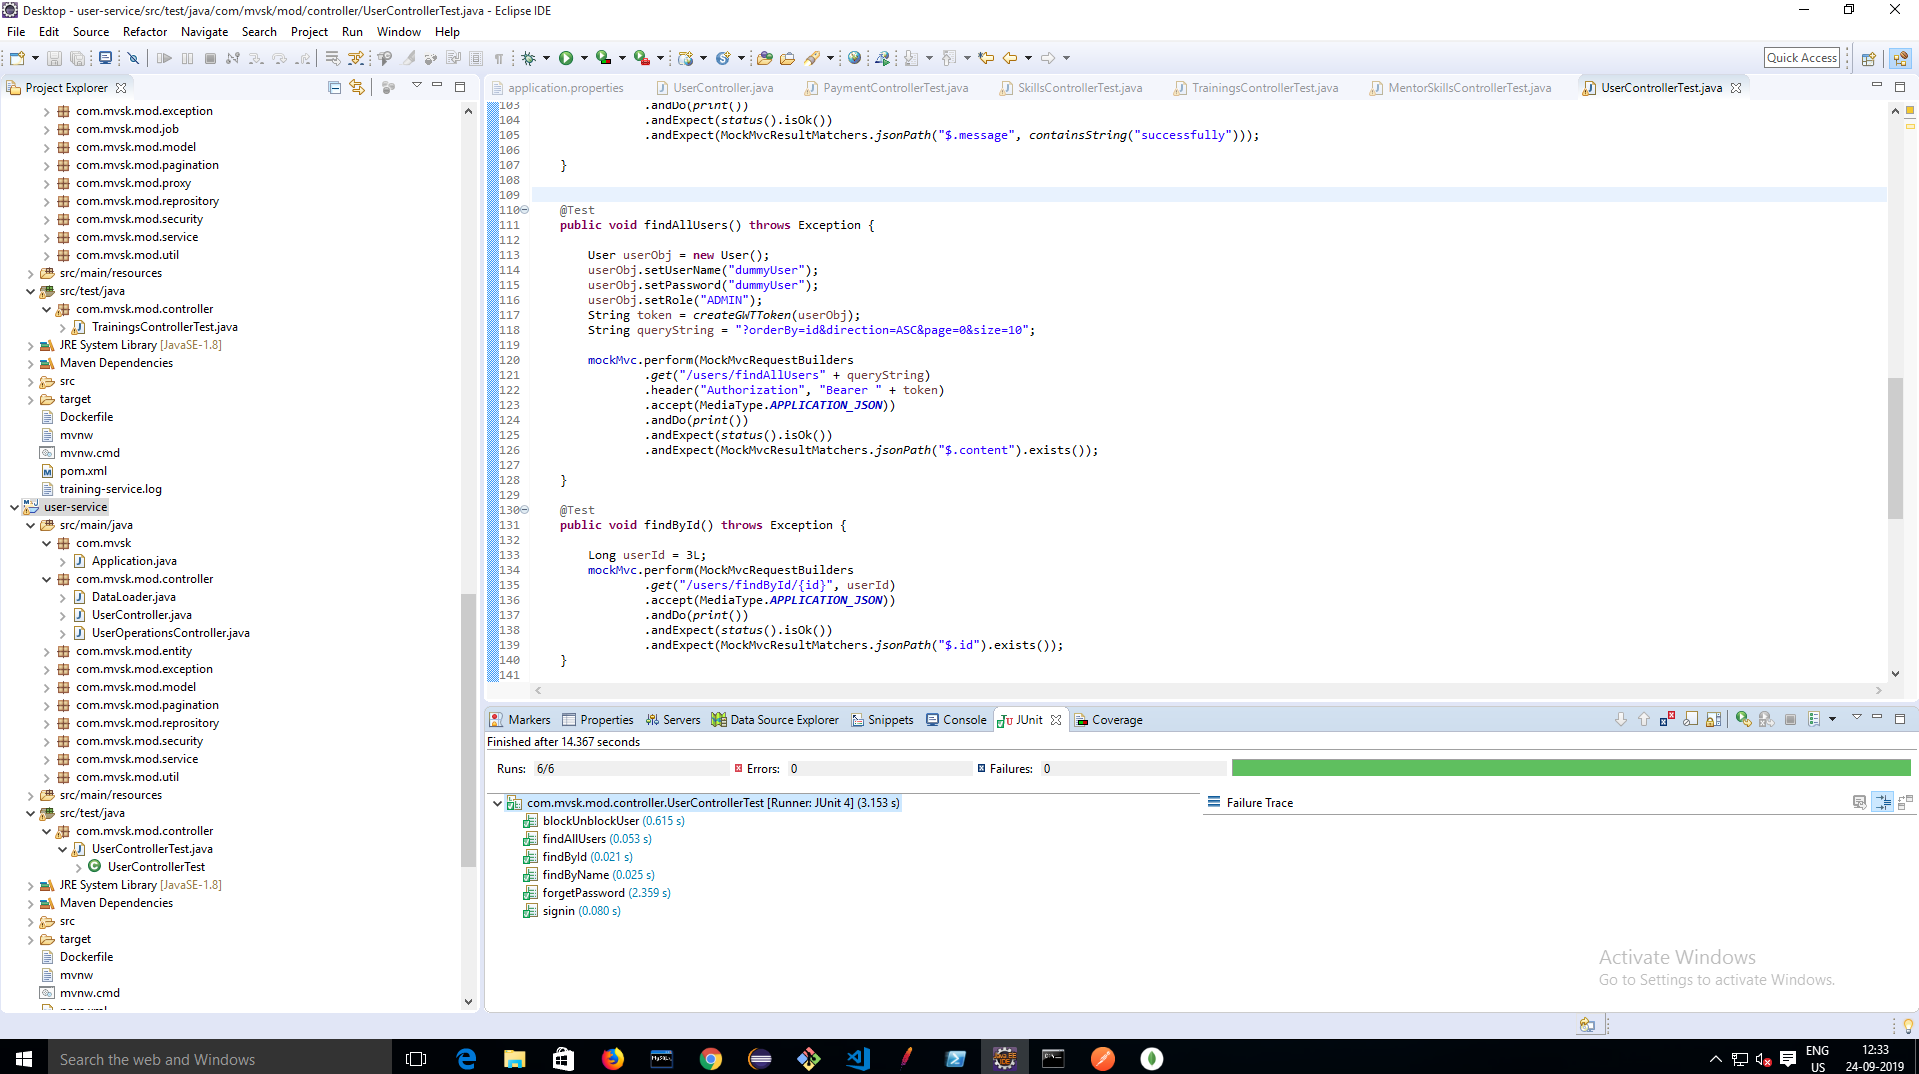 Desktop - user-service/src/test/java/com/mvsk/mod/controller/UserControllerTest.java - Eclipse IDE
File Edit Source Refactor Navigate Search Project Run Window Help
Quick Access
Project Explorer
com.mvsk.mod.exception
com.mvsk.mod.job
com.mvsk.mod.model
com.mvsk.mod.pagination
com.mvsk.mod.proxy
com.mvsk.mod.reprository
com.mvsk.mod.security
com.mvsk.mod.service
com.mvsk.mod.util
src/main/resources
src/test/java
com.mvsk.mod.controller
TrainingsControllerTest.java
JRE System Library [JavaSE-1.8]
Maven Dependencies
src
target
Dockerfile
mvnw
mvnw.cmd
pom.xml
training-service.log
user-service
src/main/java
com.mvsk
Application.java
com.mvsk.mod.controller
DataLoader.java
UserController.java
UserOperationsController.java
com.mvsk.mod.entity
com.mvsk.mod.exception
com.mvsk.mod.model
com.mvsk.mod.pagination
com.mvsk.mod.reprository
com.mvsk.mod.security
com.mvsk.mod.service
com.mvsk.mod.util
src/main/resources
src/test/java
com.mvsk.mod.controller
UserControllerTest.java
UserControllerTest
JRE System Library [JavaSE-1.8]
Maven Dependencies
src
target
Dockerfile
mvnw
mvnw.cmd
pom.xml
application.properties UserController.java PaymentControllerTest.java SkillsControllerTest.java TrainingsControllerTest.java MentorSkillsControllerTest.java UserControllerTest.java
103 .andDo(print())
104 .andExpect(status().isOk())
105 .andExpect(MockMvcResultMatchers.jsonPath("$.message", containsString("successfully")));
106
107 }
108
109
110 @Test
111 public void findAllUsers() throws Exception {
112
113 User userObj = new User();
114 userObj.setUserName("dummyUser");
115 userObj.setPassword("dummyUser");
116 userObj.setRole("ADMIN");
117 String token = createGWTToken(userObj);
118 String queryString = "?orderBy=id&direction=ASC&page=0&size=10";
119
120 mockMvc.perform(MockMvcRequestBuilders
121 .get("/users/findAllUsers" + queryString)
122 .header("Authorization", "Bearer " + token)
123 .accept(MediaType.APPLICATION_JSON))
124 .andDo(print())
125 .andExpect(status().isOk())
126 .andExpect(MockMvcResultMatchers.jsonPath("$.content").exists());
127
128 }
129
130 @Test
131 public void findById() throws Exception {
132
133 Long userId = 3L;
134 mockMvc.perform(MockMvcRequestBuilders
135 .get("/users/findById/{id}", userId)
136 .accept(MediaType.APPLICATION_JSON))
137 .andDo(print())
138 .andExpect(status().isOk())
139 .andExpect(MockMvcResultMatchers.jsonPath("$.id").exists());
140 }
141
Markers Properties Servers Data Source Explorer Snippets Console JUnit Coverage
Finished after 14.367 seconds
Runs: 6/6 Errors: 0 Failures: 0
com.mvsk.mod.controller.UserControllerTest [Runner: JUnit 4] (3.153 s)
blockUnblockUser (0.615 s)
findAllUsers (0.053 s)
findById (0.021 s)
findByName (0.025 s)
forgetPassword (2.359 s)
signin (0.080 s)
Failure Trace
Activate Windows
Go to Settings to activate Windows.
Search the web and Windows
ENG
US
12:33
24-09-2019